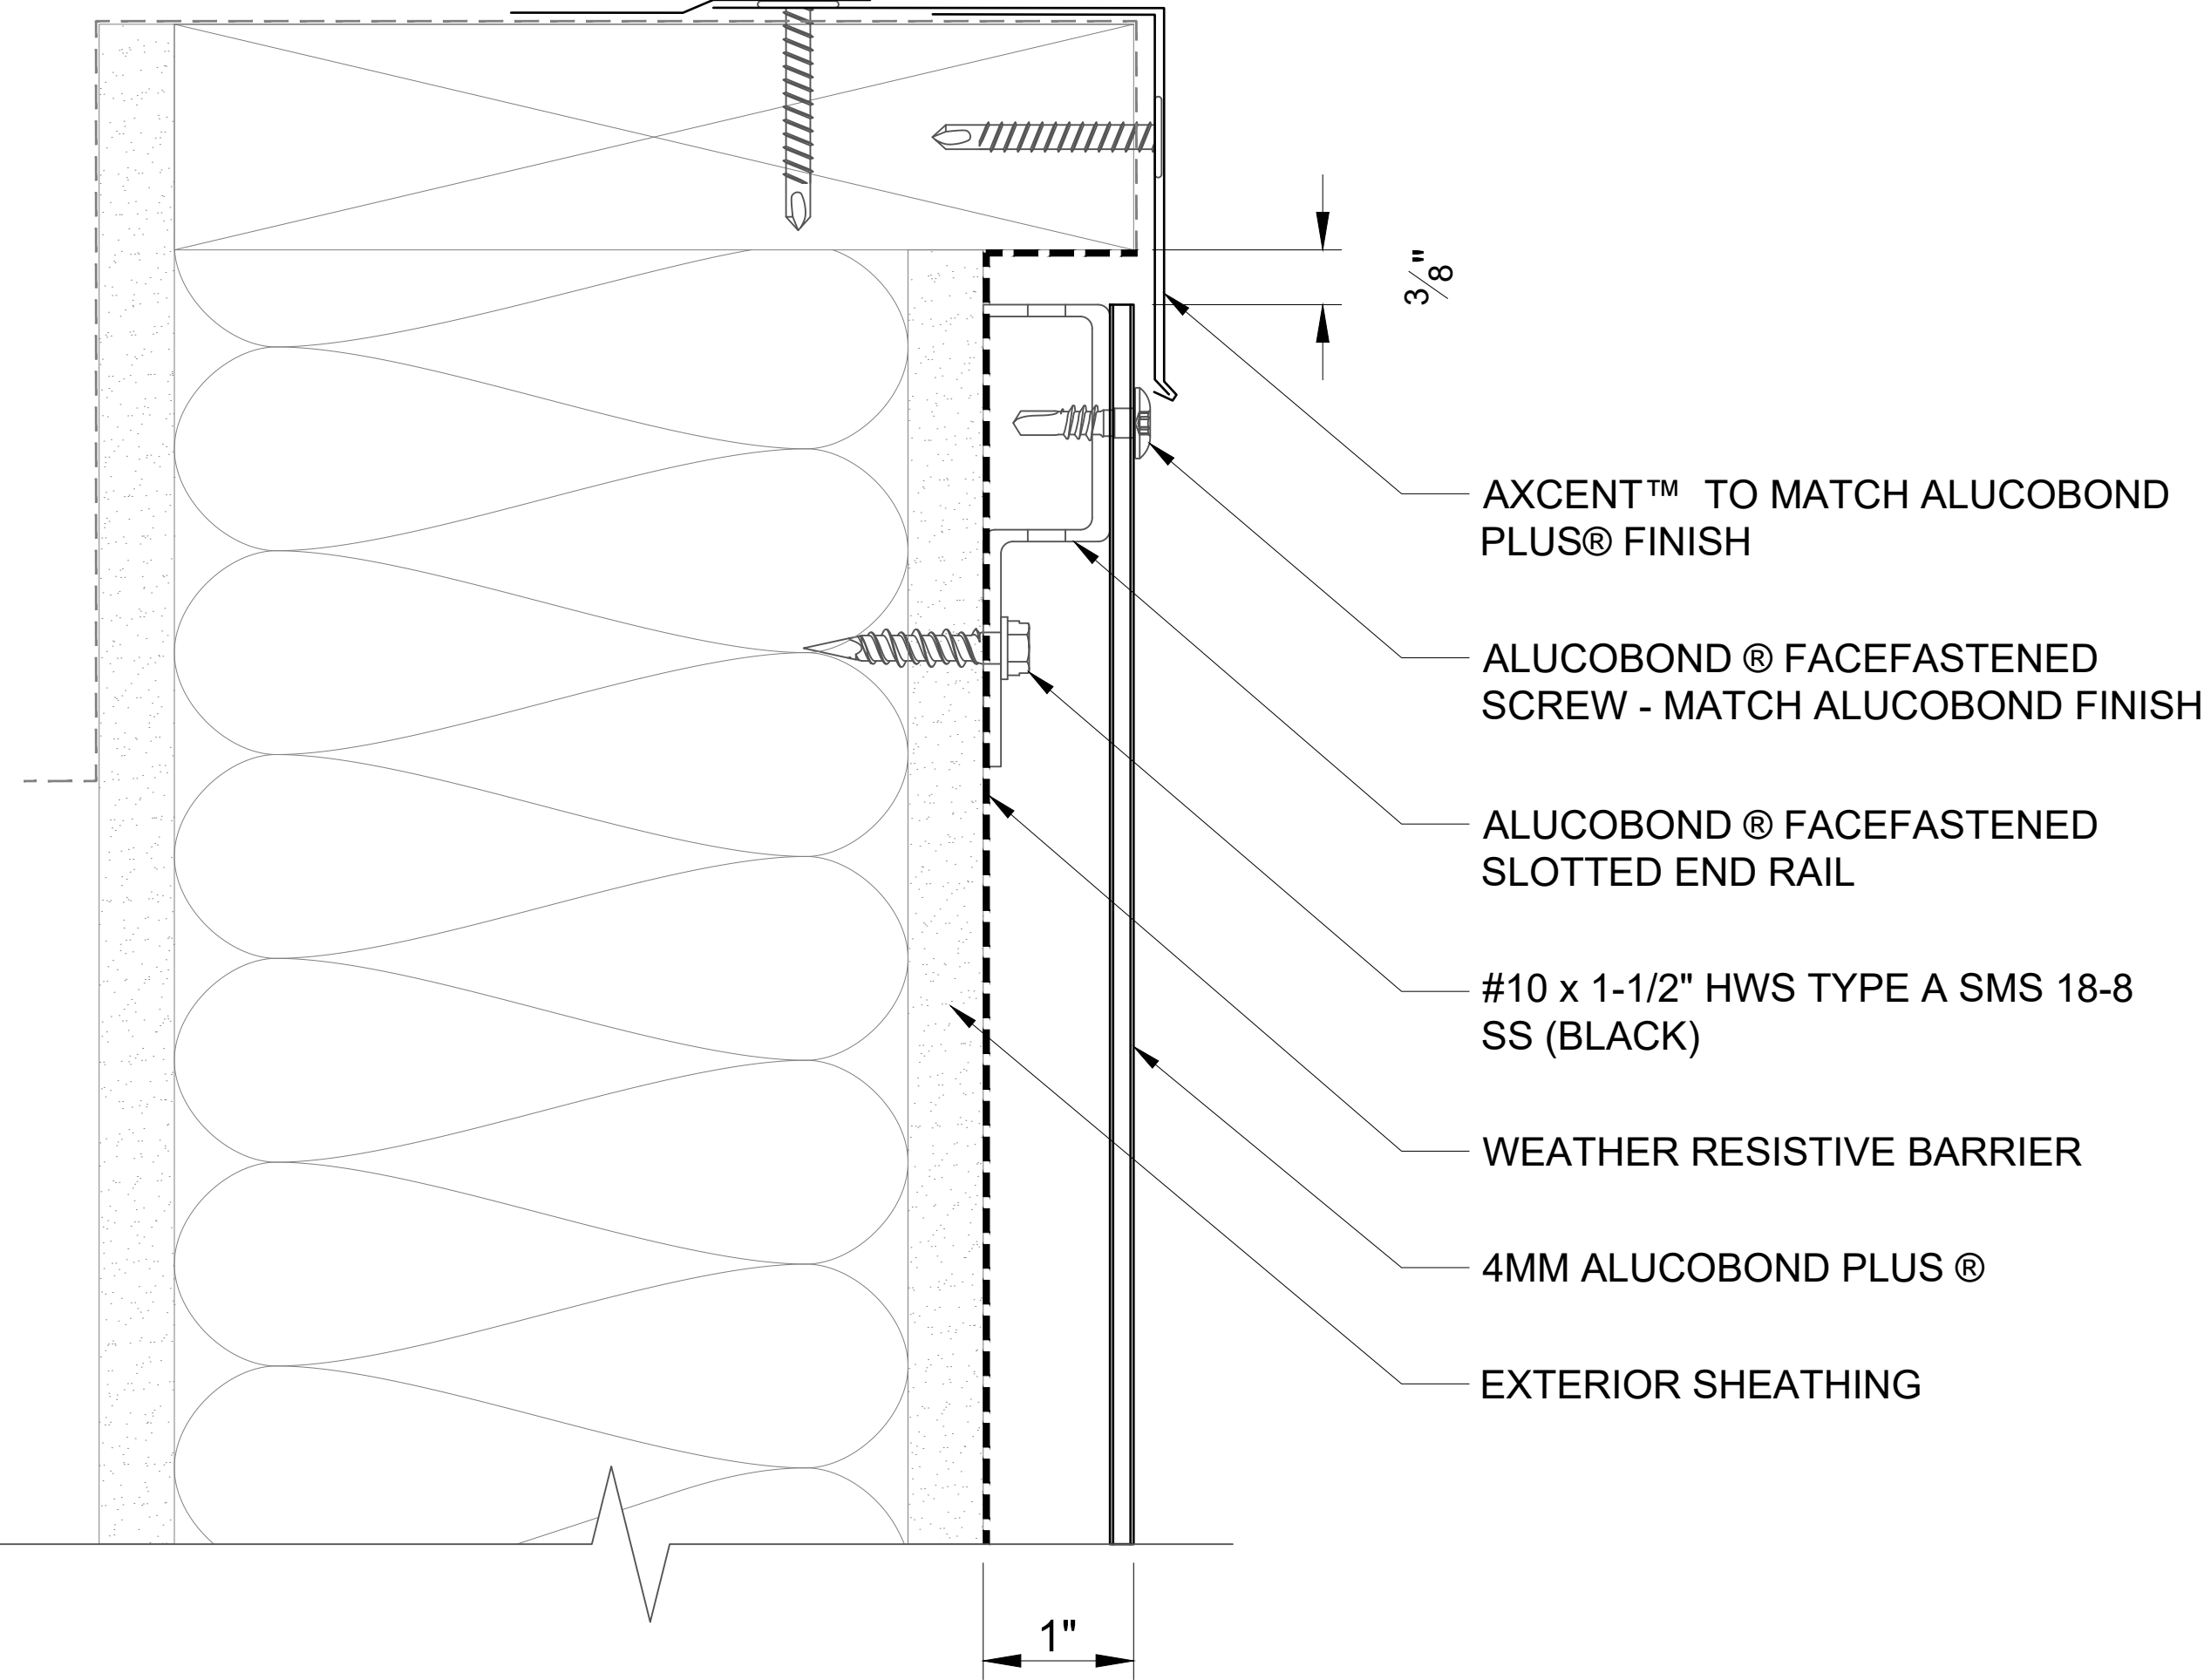 3/8"
AXCENT™ TO MATCH ALUCOBOND
PLUS® FINISH
ALUCOBOND ® FACEFASTENED
SCREW - MATCH ALUCOBOND FINISH
ALUCOBOND ® FACEFASTENED
SLOTTED END RAIL
#10 x 1-1/2" HWS TYPE A SMS 18-8
SS (BLACK)
WEATHER RESISTIVE BARRIER
4MM ALUCOBOND PLUS ®
EXTERIOR SHEATHING
1"